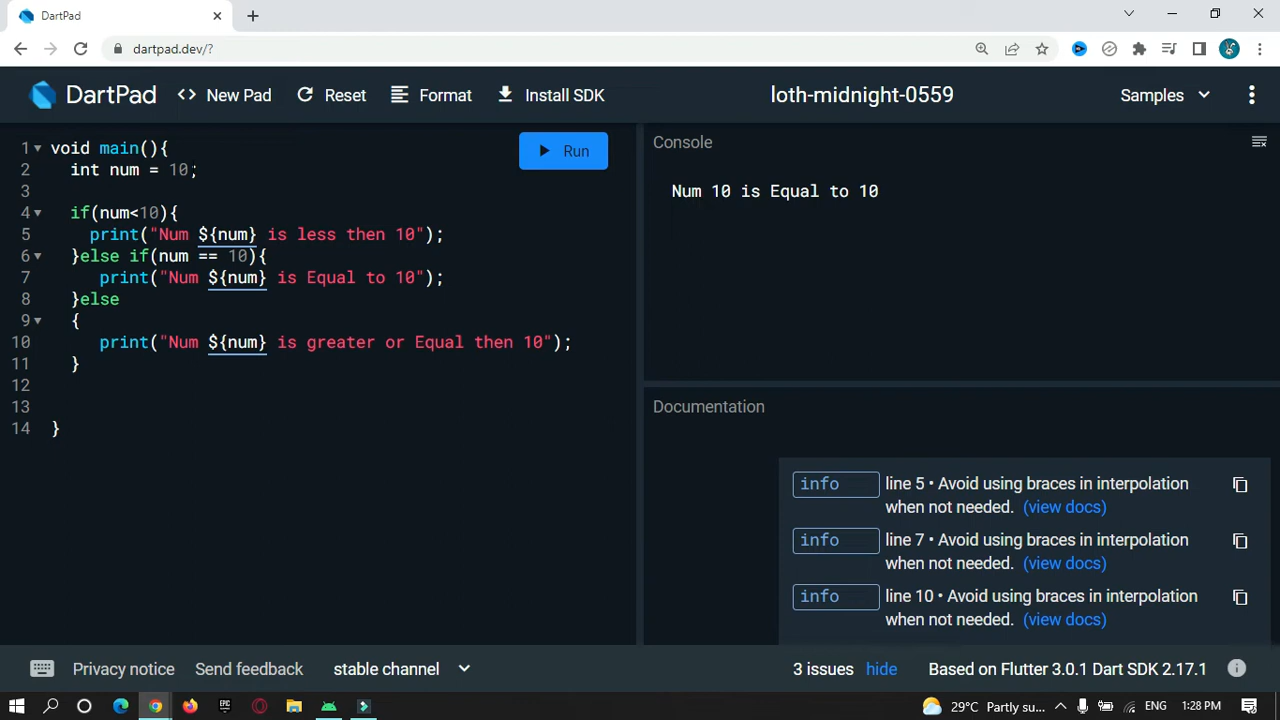 DartPad
dartpad.dev/?
DartPad
New Pad
Reset
Format
Install SDK
loth-midnight-0559
Samples
1 void main(){
2 int num = 10;
3
4 if(num<10){
5 print("Num ${num} is less then 10");
6 }else if(num == 10){
7 print("Num ${num} is Equal to 10");
8 }else
9 {
10 print("Num ${num} is greater or Equal then 10");
11 }
12
13
14 }
Run
Console
Num 10 is Equal to 10
Documentation
info line 5 • Avoid using braces in interpolation
when not needed. (view docs)
info line 7 • Avoid using braces in interpolation
when not needed. (view docs)
info line 10 • Avoid using braces in interpolation
when not needed. (view docs)
Privacy notice
Send feedback
stable channel
3 issues hide
Based on Flutter 3.0.1 Dart SDK 2.17.1
EPIC
29°C Partly su...
ENG
1:28 PM